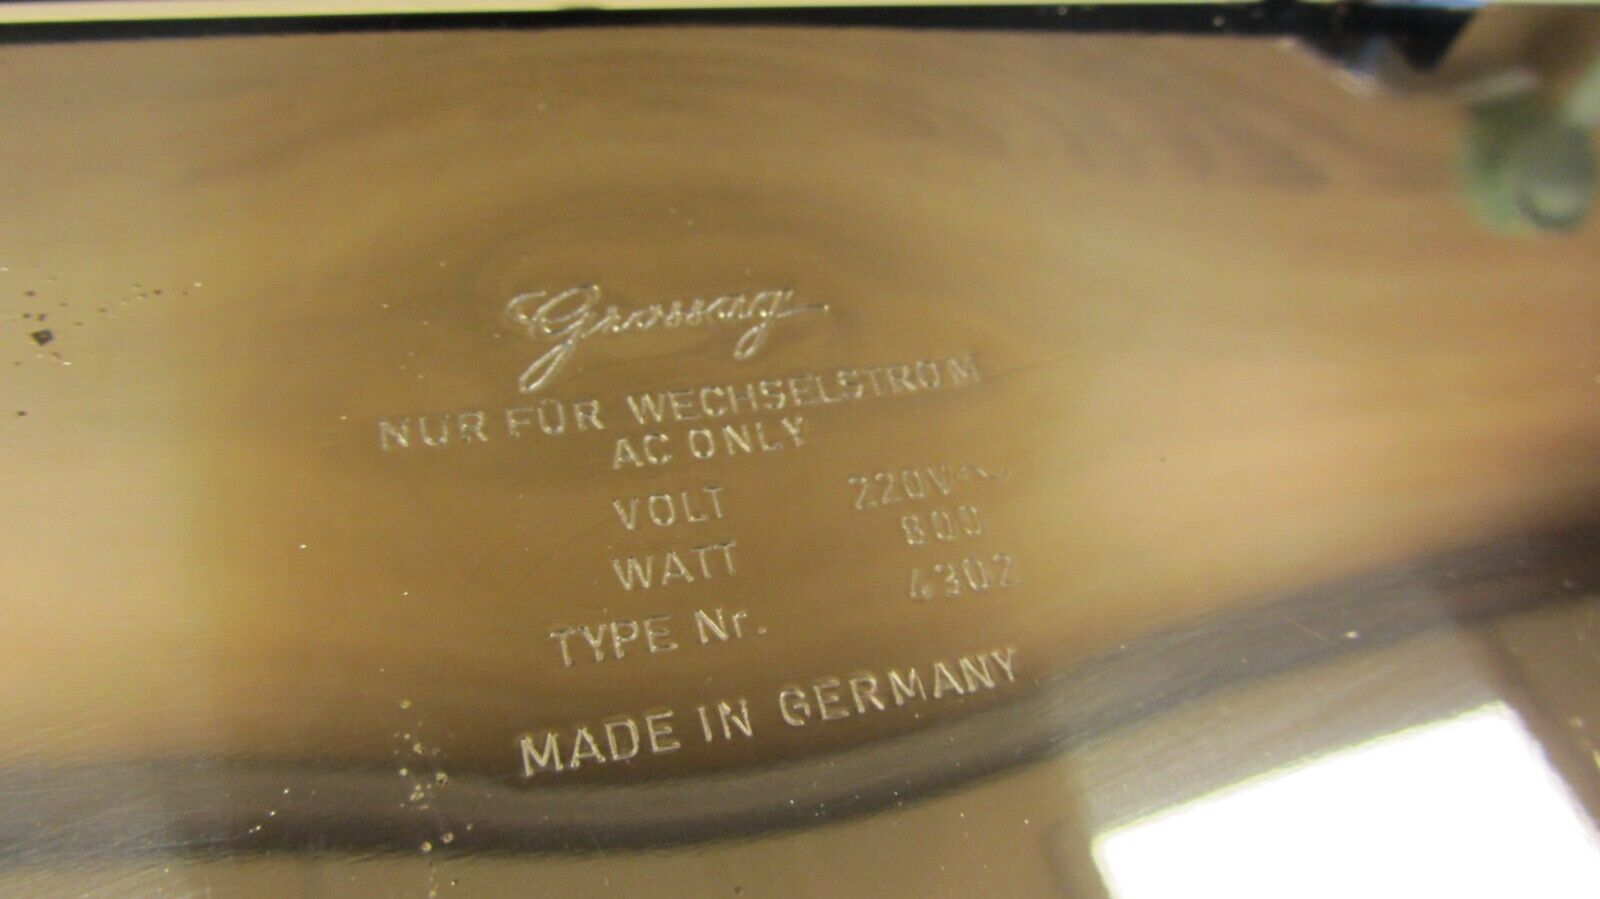 Grossag
NUR FÜR WECHSELSTROM
AC ONLY
VOLT 220V~
WATT 800
TYPE Nr. 4302
MADE IN GERMANY